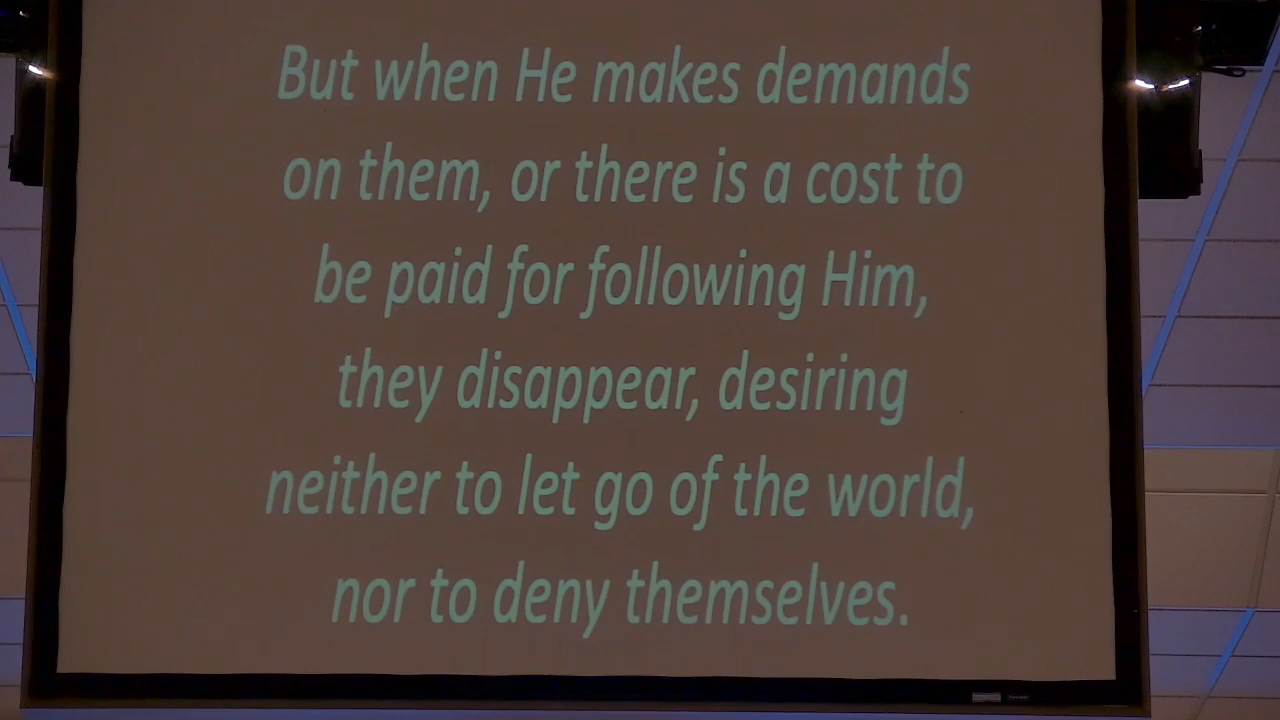 But when He makes demands
on them, or there is a cost to
be paid for following Him,
they disappear, desiring
neither to let go of the world,
nor to deny themselves.